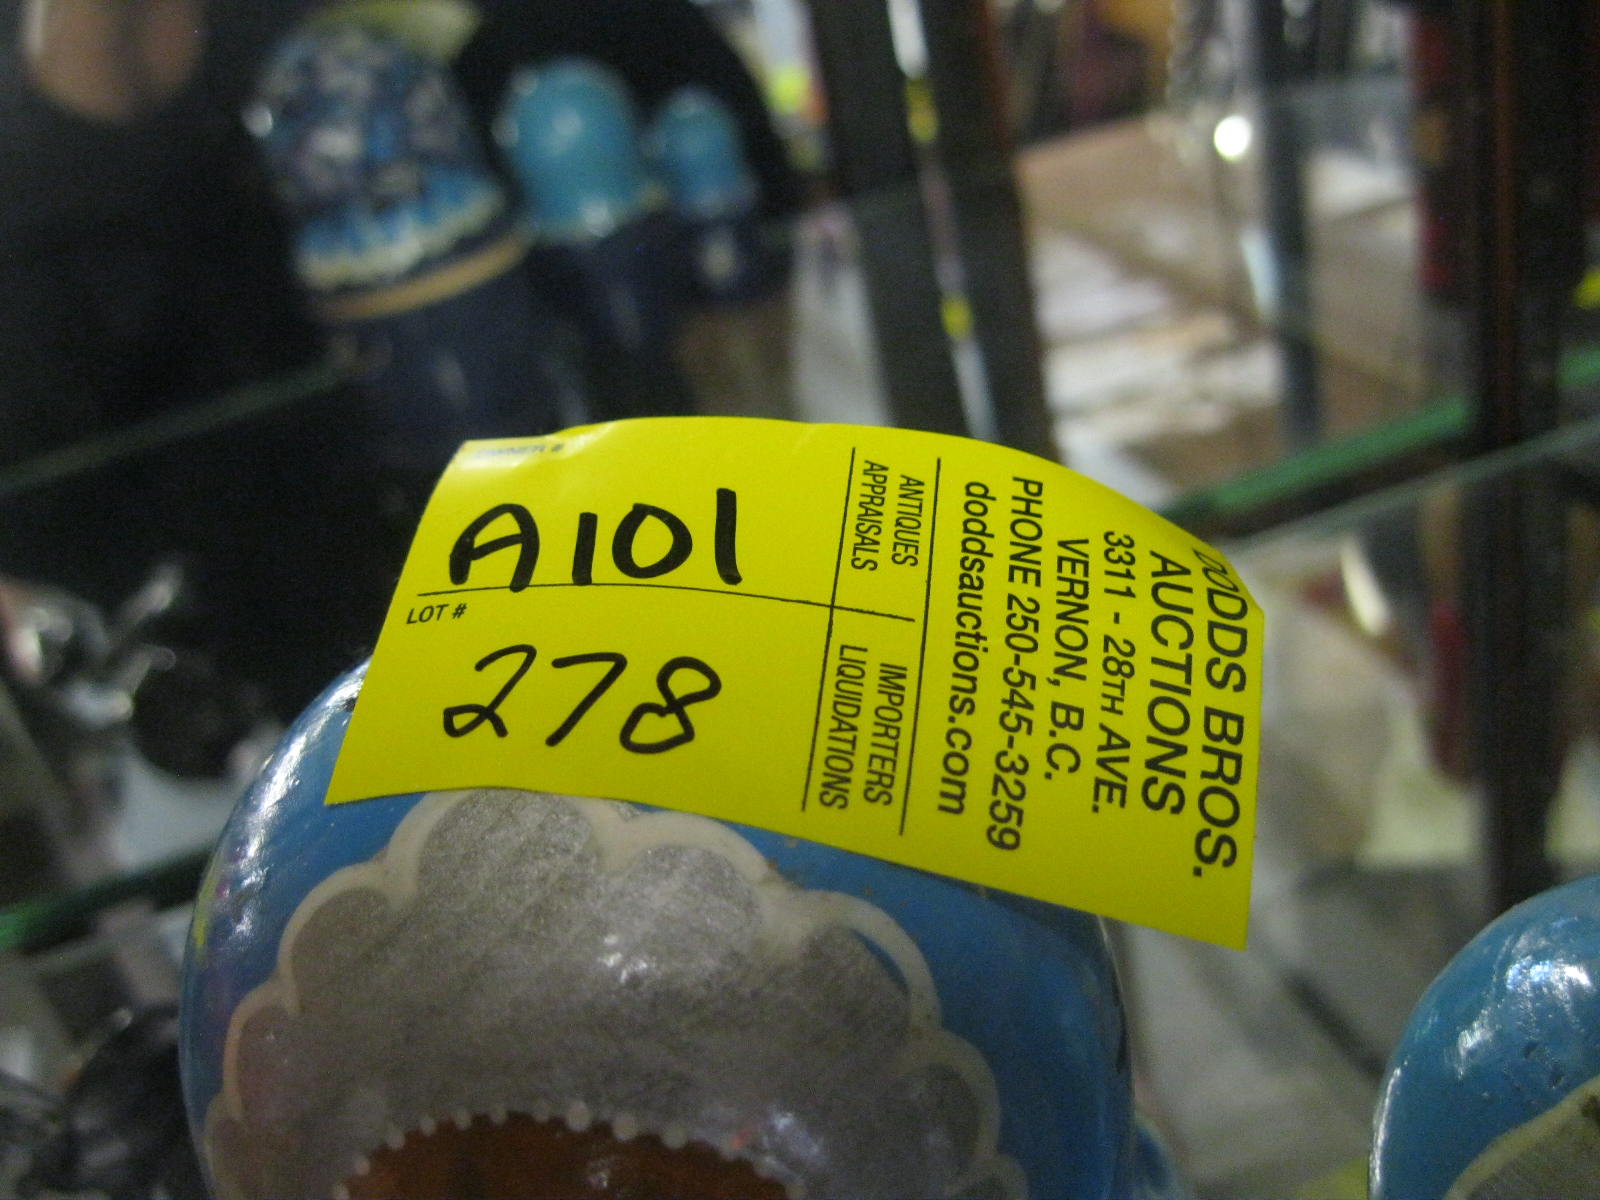 A101
LOT #
278
ANTIQUES
APPRAISALS
IMPORTERS
LIQUIDATIONS
DODDS BROS.
AUCTIONS
3311 - 28TH AVE.
VERNON, B.C.
PHONE 250-545-3259
doddsauctions.com